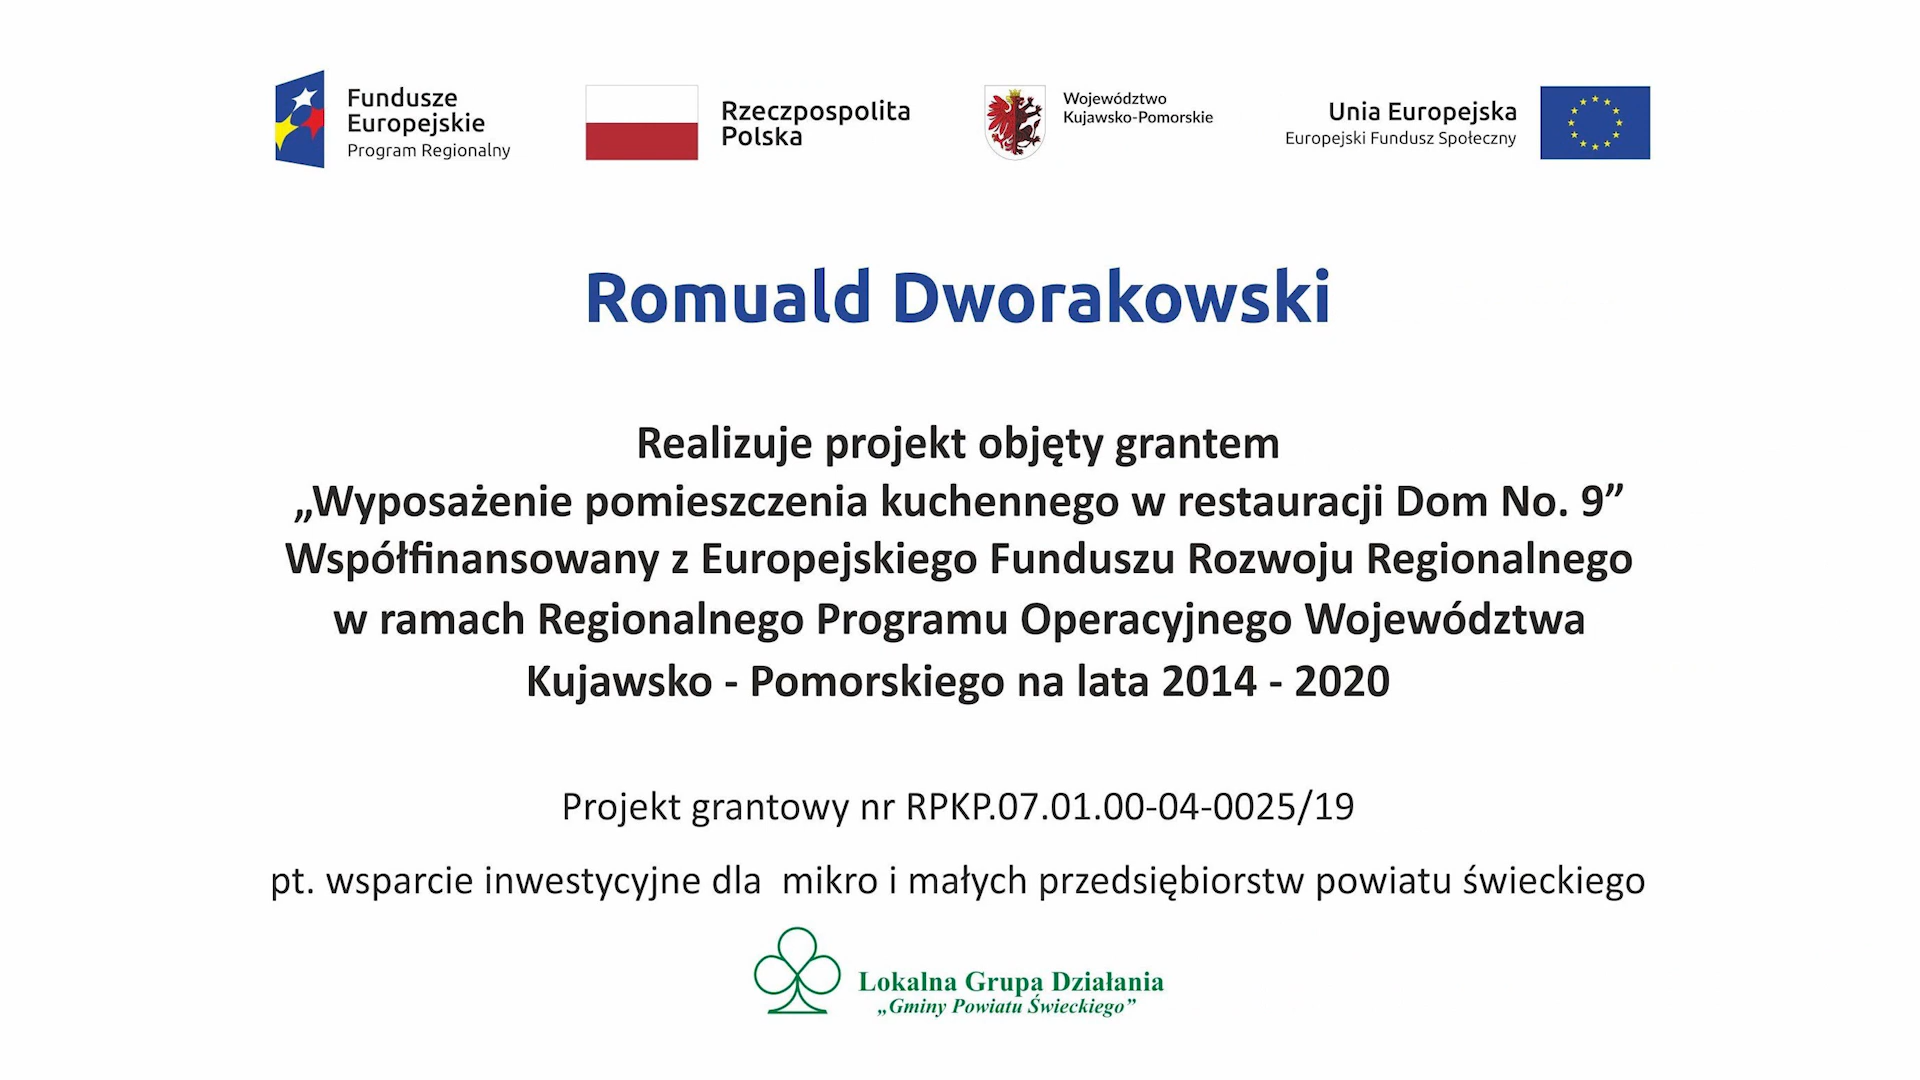 Fundusze
Europejskie
Program Regionalny
Rzeczpospolita
Polska
Województwo
Kujawsko-Pomorskie
Unia Europejska
Europejski Fundusz Społeczny
Romuald Dworakowski
Realizuje projekt objęty grantem
„Wyposażenie pomieszczenia kuchennego w restauracji Dom No. 9”
Współfinansowany z Europejskiego Funduszu Rozwoju Regionalnego
w ramach Regionalnego Programu Operacyjnego Województwa
Kujawsko - Pomorskiego na lata 2014 - 2020
Projekt grantowy nr RPKP.07.01.00-04-0025/19
pt. wsparcie inwestycyjne dla  mikro i małych przedsiębiorstw powiatu świeckiego
Lokalna Grupa Działania
„Gminy Powiatu Świeckiego”